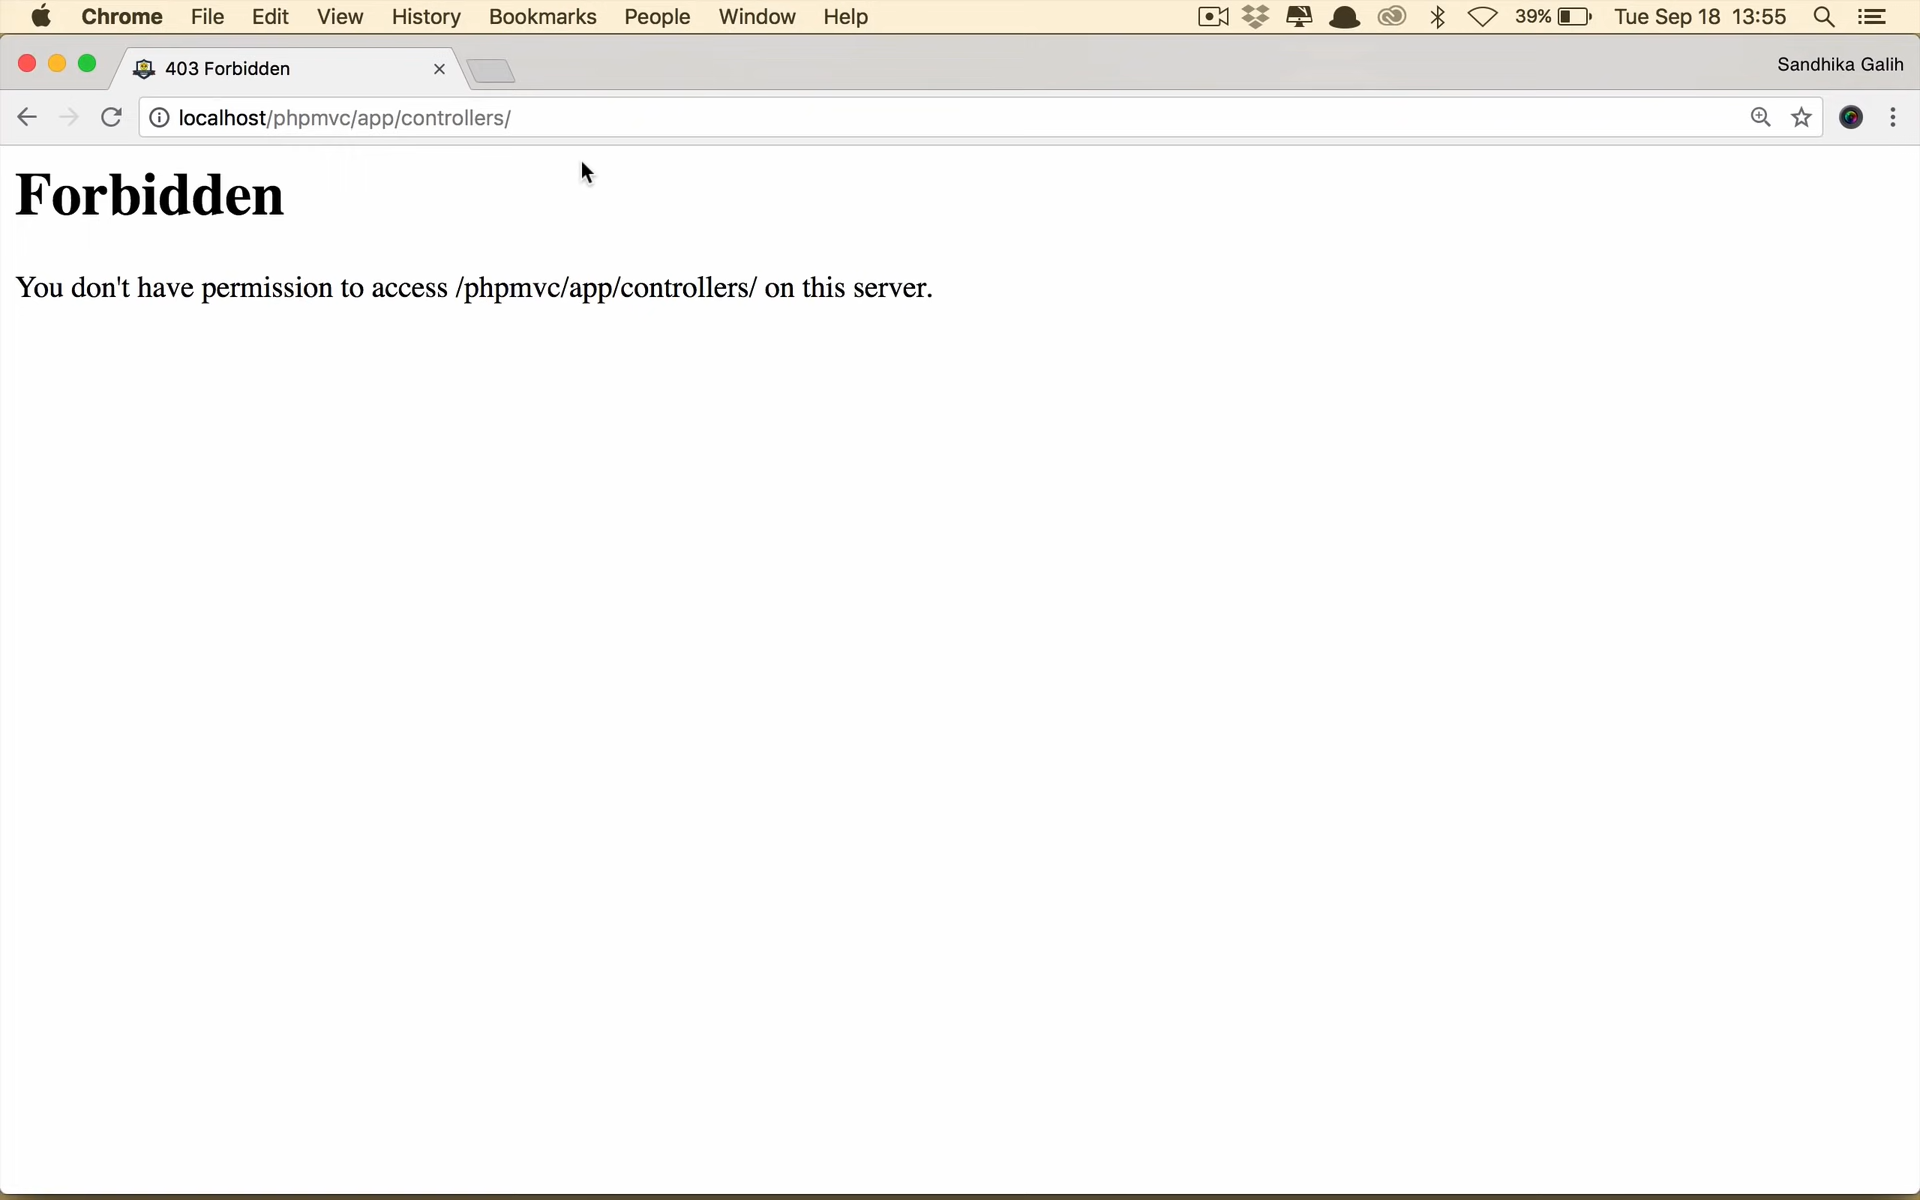 Chrome File Edit View History Bookmarks People Window Help 39% Tue Sep 18 13:55
403 Forbidden Sandhika Galih
localhost/phpmvc/app/controllers/
Forbidden
You don't have permission to access /phpmvc/app/controllers/ on this server.